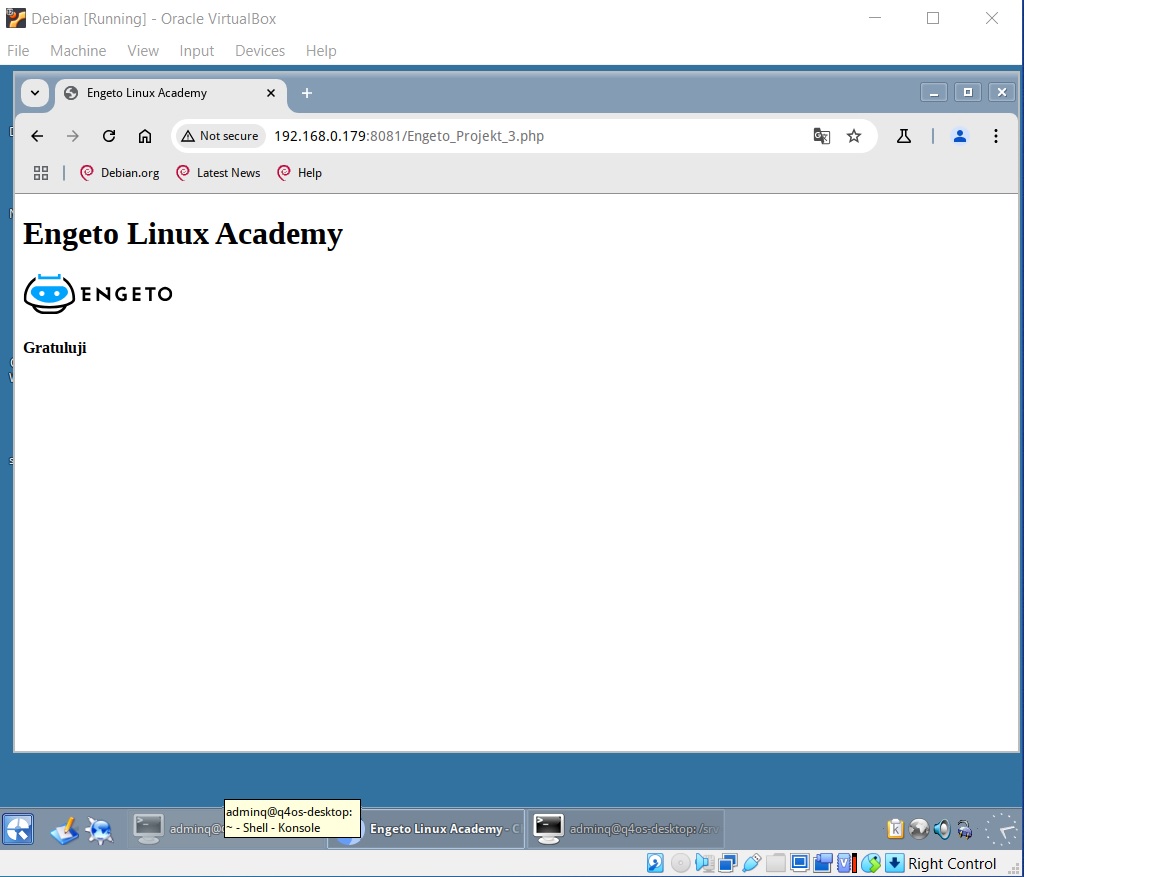 Debian [Running] - Oracle VirtualBox
File Machine View Input Devices Help
Engeto Linux Academy
Not secure 192.168.0.179:8081/Engeto_Projekt_3.php
Debian.org Latest News Help
Engeto Linux Academy
ENGETO
Gratuluji
adminq@q4os-desktop:
~ - Shell - Konsole
adminq@ Engeto Linux Academy - C adminq@q4os-desktop:/srv
Right Control